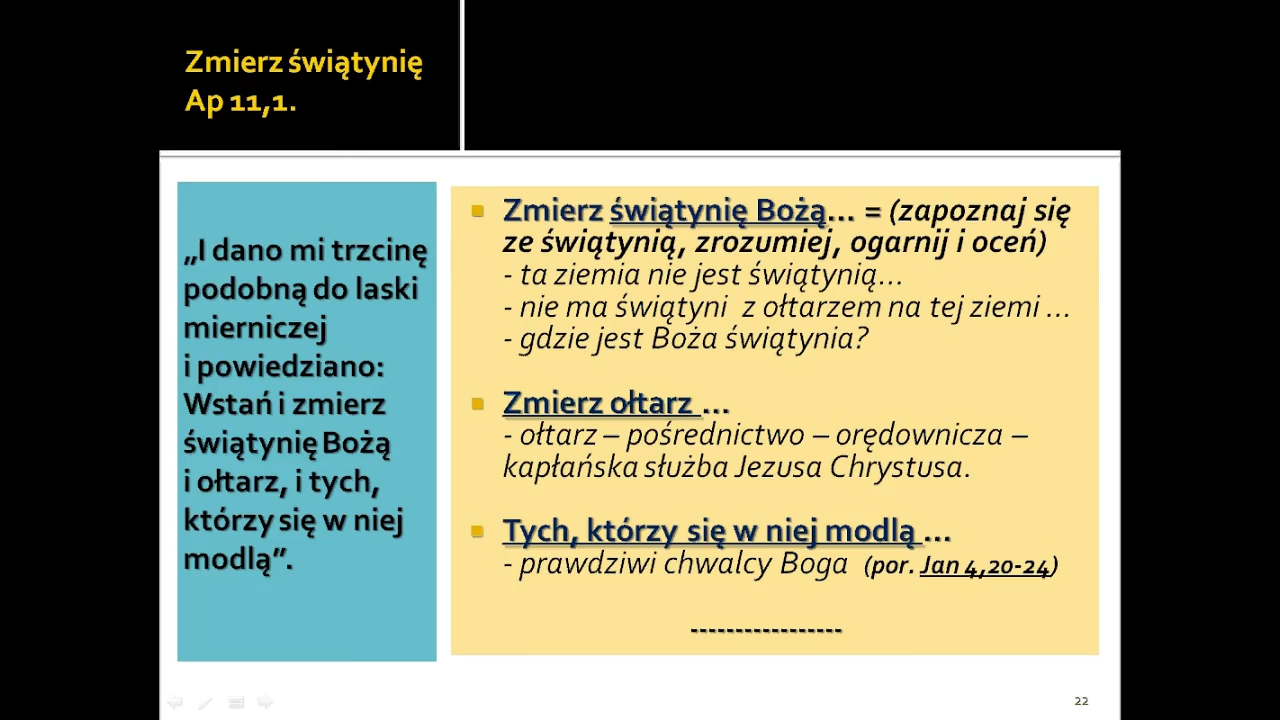 Zmierz świątynię
Ap 11,1.
„I dano mi trzcinę
podobną do laski
mierniczej
i powiedziano:
Wstań i zmierz
świątynię Bożą
i ołtarz, i tych,
którzy się w niej
modlą”.
Zmierz świątynię Bożą... = (zapoznaj się
ze świątynią, zrozumiej, ogarnij i oceń)
- ta ziemia nie jest świątynią...
- nie ma świątyni z ołtarzem na tej ziemi ...
- gdzie jest Boża świątynia?
Zmierz ołtarz ...
- ołtarz – pośrednictwo – orędownicza –
kapłańska służba Jezusa Chrystusa.
Tych, którzy się w niej modlą ...
- prawdziwi chwalcy Boga (por. Jan 4,20-24)
-----------------
22